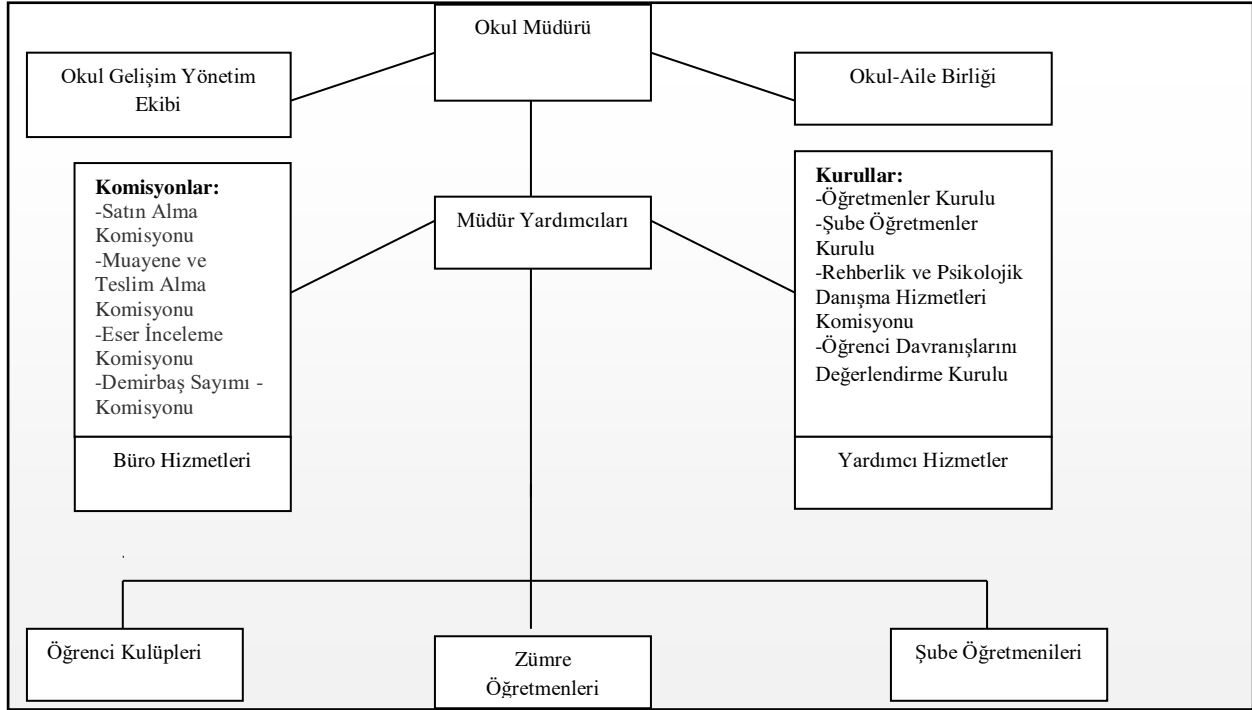 Okul Müdürü
Okul Gelişim Yönetim
Ekibi
Okul-Aile Birliği
Komisyonlar:
-Satın Alma
Komisyonu
-Muayene ve
Teslim Alma
Komisyonu
-Eser İnceleme
Komisyonu
-Demirbaş Sayımı -
Komisyonu
Müdür Yardımcıları
Kurullar:
-Öğretmenler Kurulu
-Şube Öğretmenler
Kurulu
-Rehberlik ve Psikolojik
Danışma Hizmetleri
Komisyonu
-Öğrenci Davranışlarını
Değerlendirme Kurulu
Büro Hizmetleri
Yardımcı Hizmetler
Öğrenci Kulüpleri
Zümre
Öğretmenleri
Şube Öğretmenileri